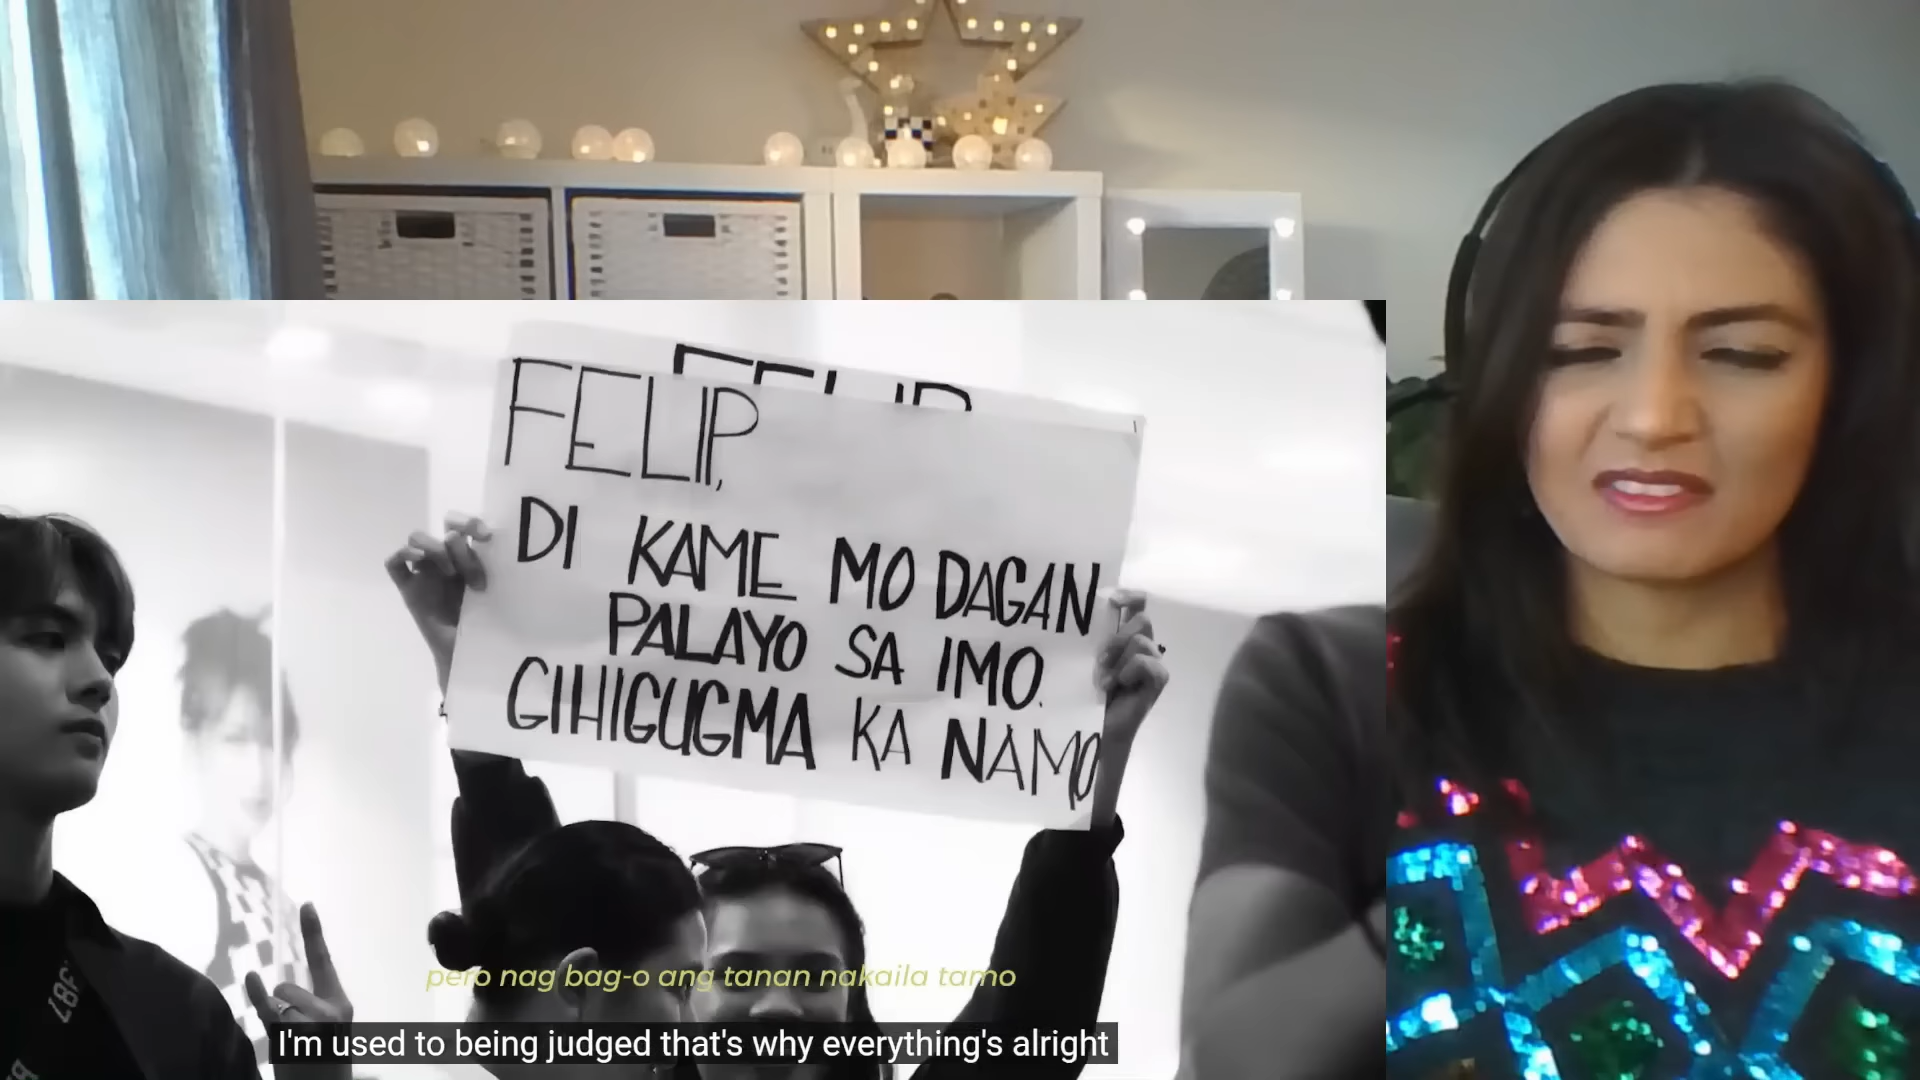 FELIP
FELIP,
DI KAME MO DAGAN
PALAYO SA IMO.
GIHIGUGMA KA NAMO
pero nag bag-o ang tanan nakaila tamo
I'm used to being judged that's why everything's alright